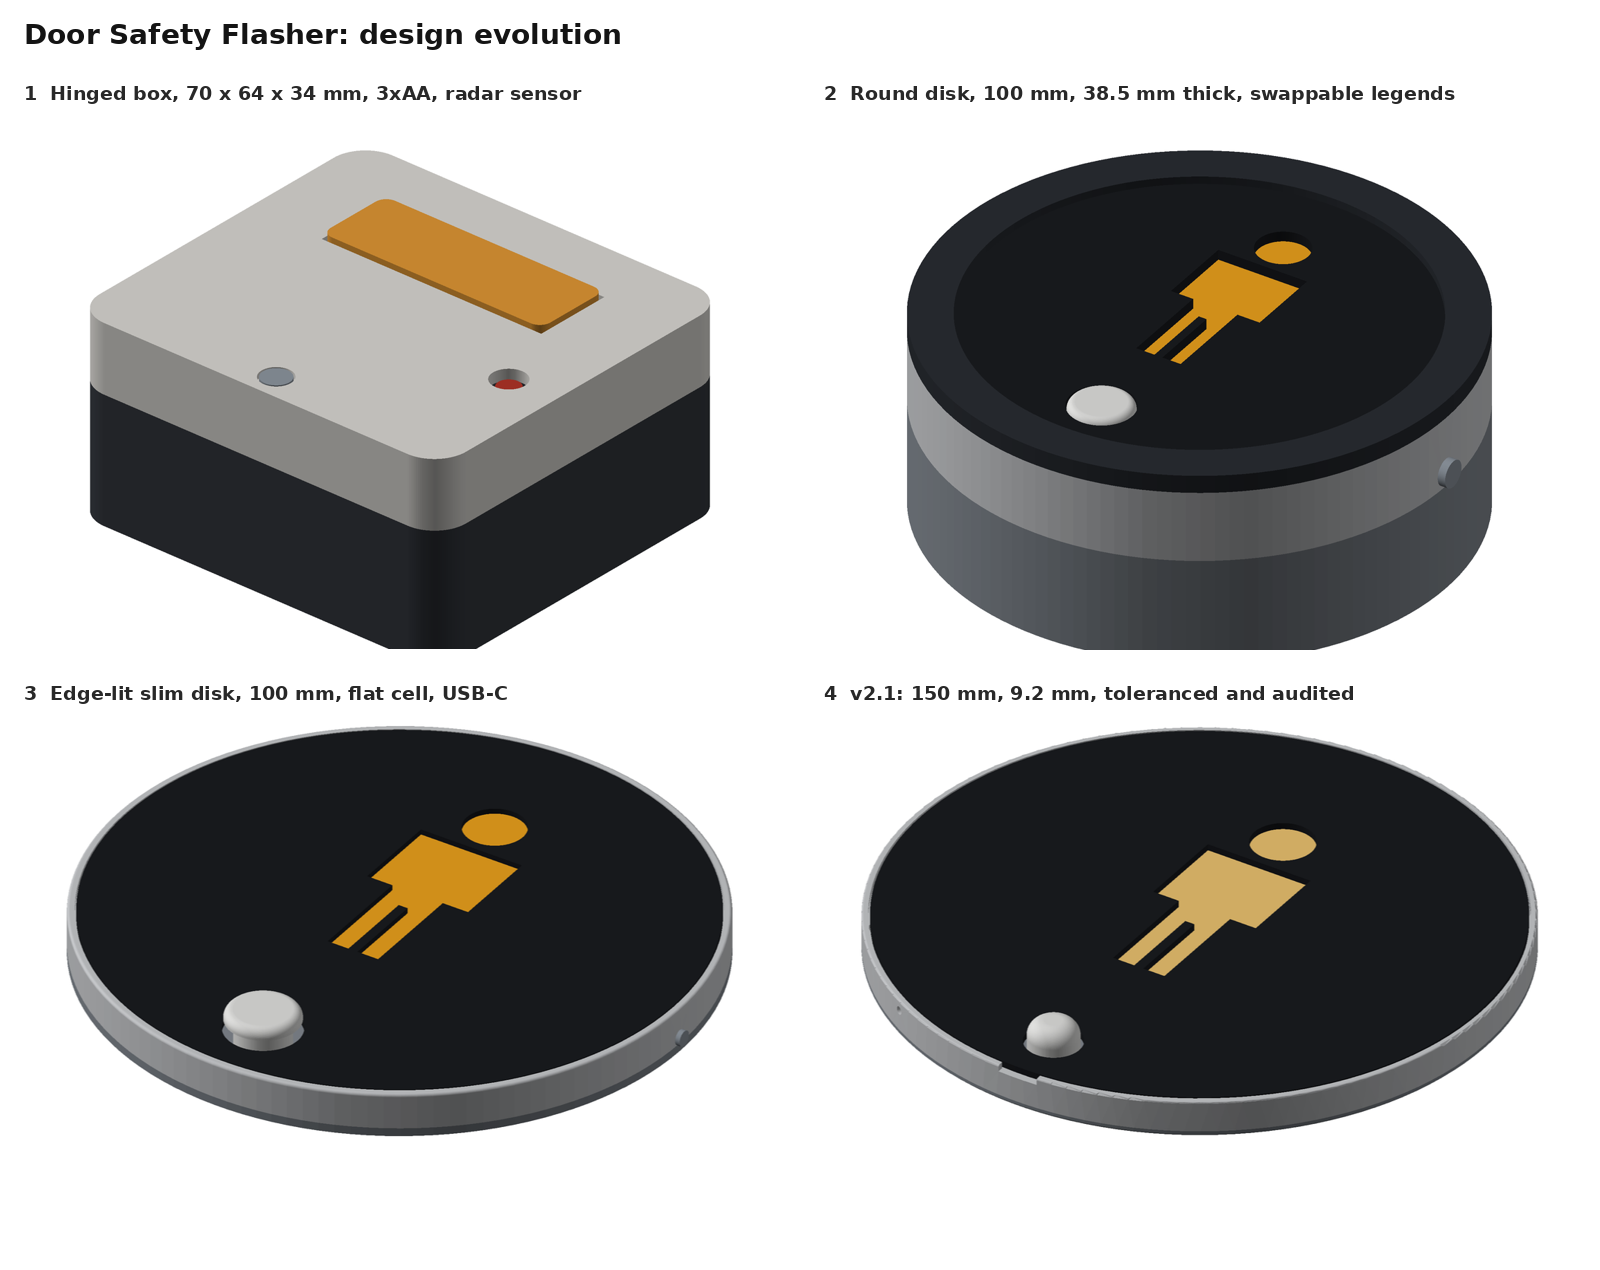 Door Safety Flasher: design evolution
1 Hinged box, 70 x 64 x 34 mm, 3xAA, radar sensor
2 Round disk, 100 mm, 38.5 mm thick, swappable legends
3 Edge-lit slim disk, 100 mm, flat cell, USB-C
4 v2.1: 150 mm, 9.2 mm, toleranced and audited